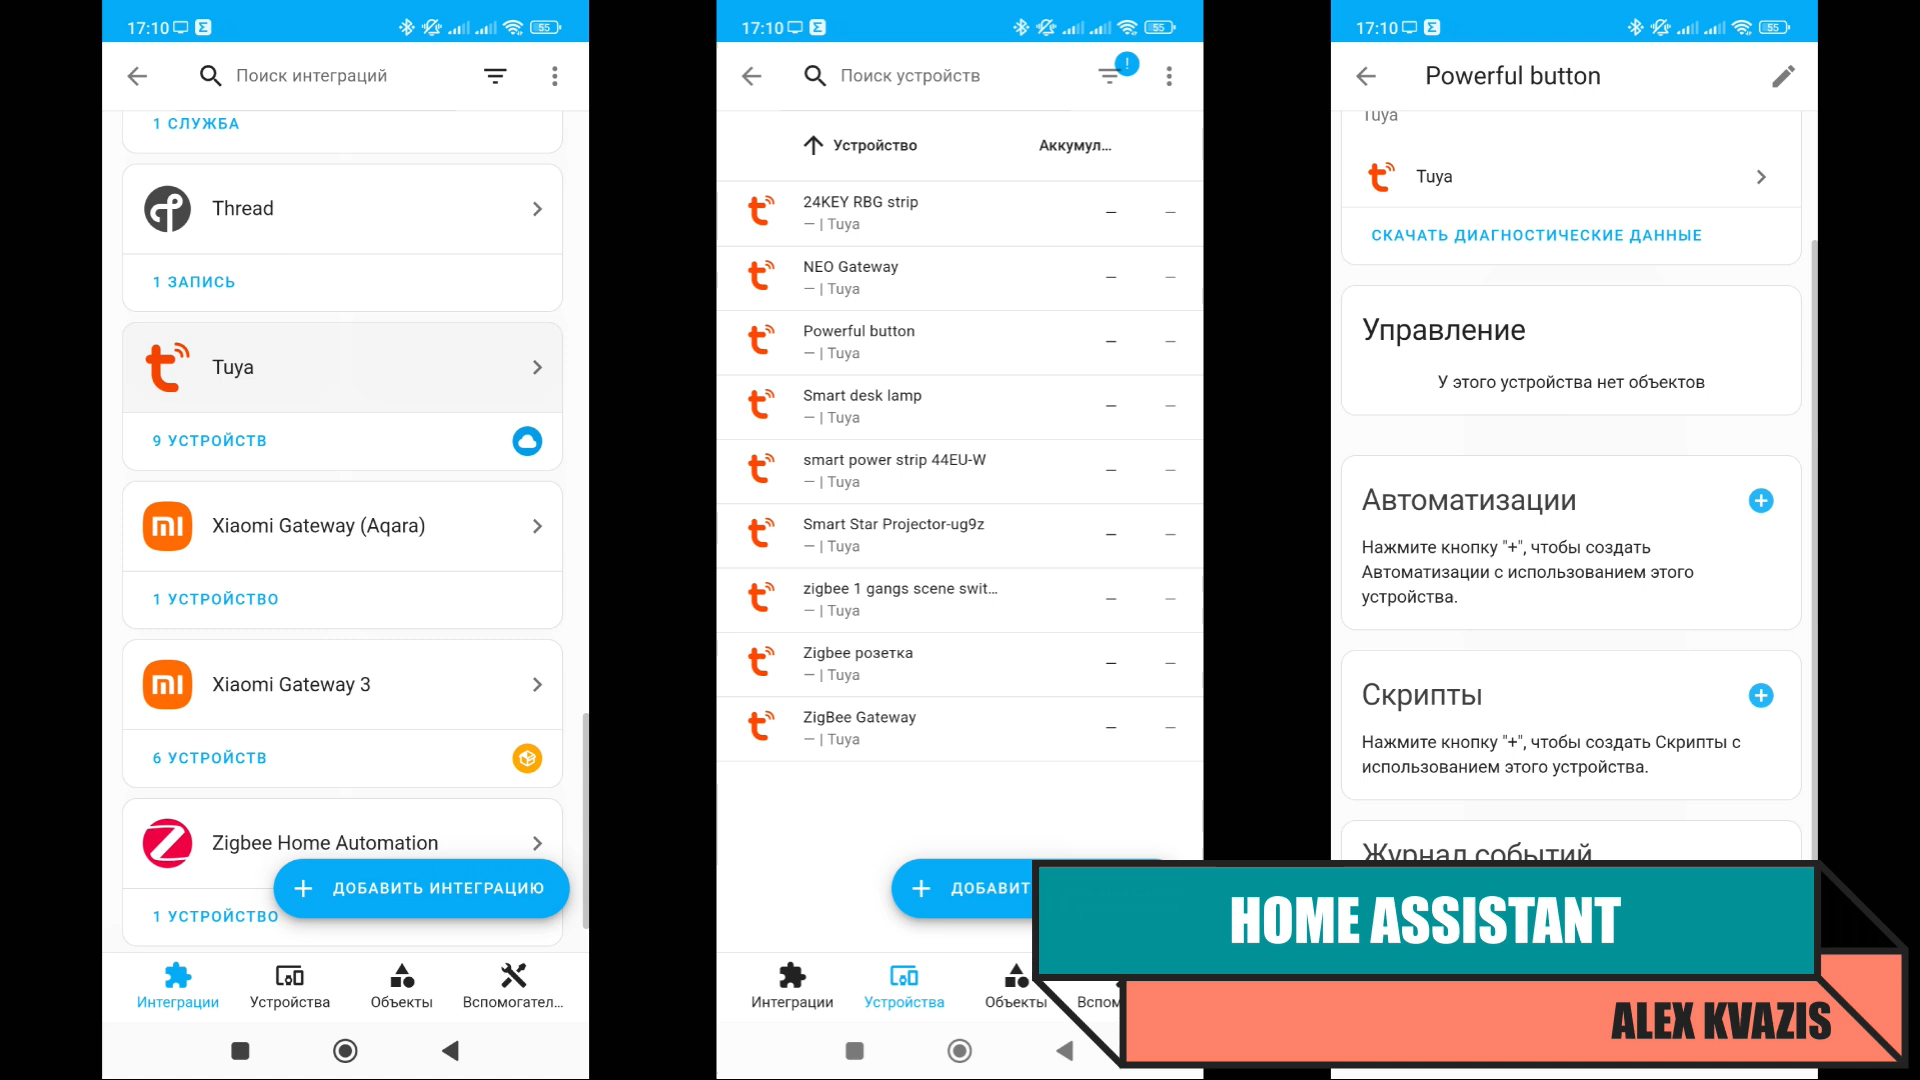 17:10
55
Поиск интеграций
1 СЛУЖБА
Thread
1 ЗАПИСЬ
Tuya
9 УСТРОЙСТВ
mi
Xiaomi Gateway (Aqara)
1 УСТРОЙСТВО
mi
Xiaomi Gateway 3
6 УСТРОЙСТВ
Zigbee Home Automation
ДОБАВИТЬ ИНТЕГРАЦИЮ
1 УСТРОЙСТВО
Интеграции
Устройства
Объекты
Вспомогател...
17:10
55
Поиск устройств
!
Устройство
Аккумул...
24KEY RBG strip
— | Tuya
— —
NEO Gateway
— | Tuya
— —
Powerful button
— | Tuya
— —
Smart desk lamp
— | Tuya
— —
smart power strip 44EU-W
— | Tuya
— —
Smart Star Projector-ug9z
— | Tuya
— —
zigbee 1 gangs scene swit...
— | Tuya
— —
Zigbee розетка
— | Tuya
— —
ZigBee Gateway
— | Tuya
— —
ДОБАВИТ
Интеграции
Устройства
Объекты
Вспом
17:10
55
Powerful button
Tuya
Tuya
СКАЧАТЬ ДИАГНОСТИЧЕСКИЕ ДАННЫЕ
Управление
У этого устройства нет объектов
Автоматизации
Нажмите кнопку "+", чтобы создать
Автоматизации с использованием этого
устройства.
Скрипты
Нажмите кнопку "+", чтобы создать Скрипты с
использованием этого устройства.
Журнал событий
HOME ASSISTANT
ALEX KVAZIS